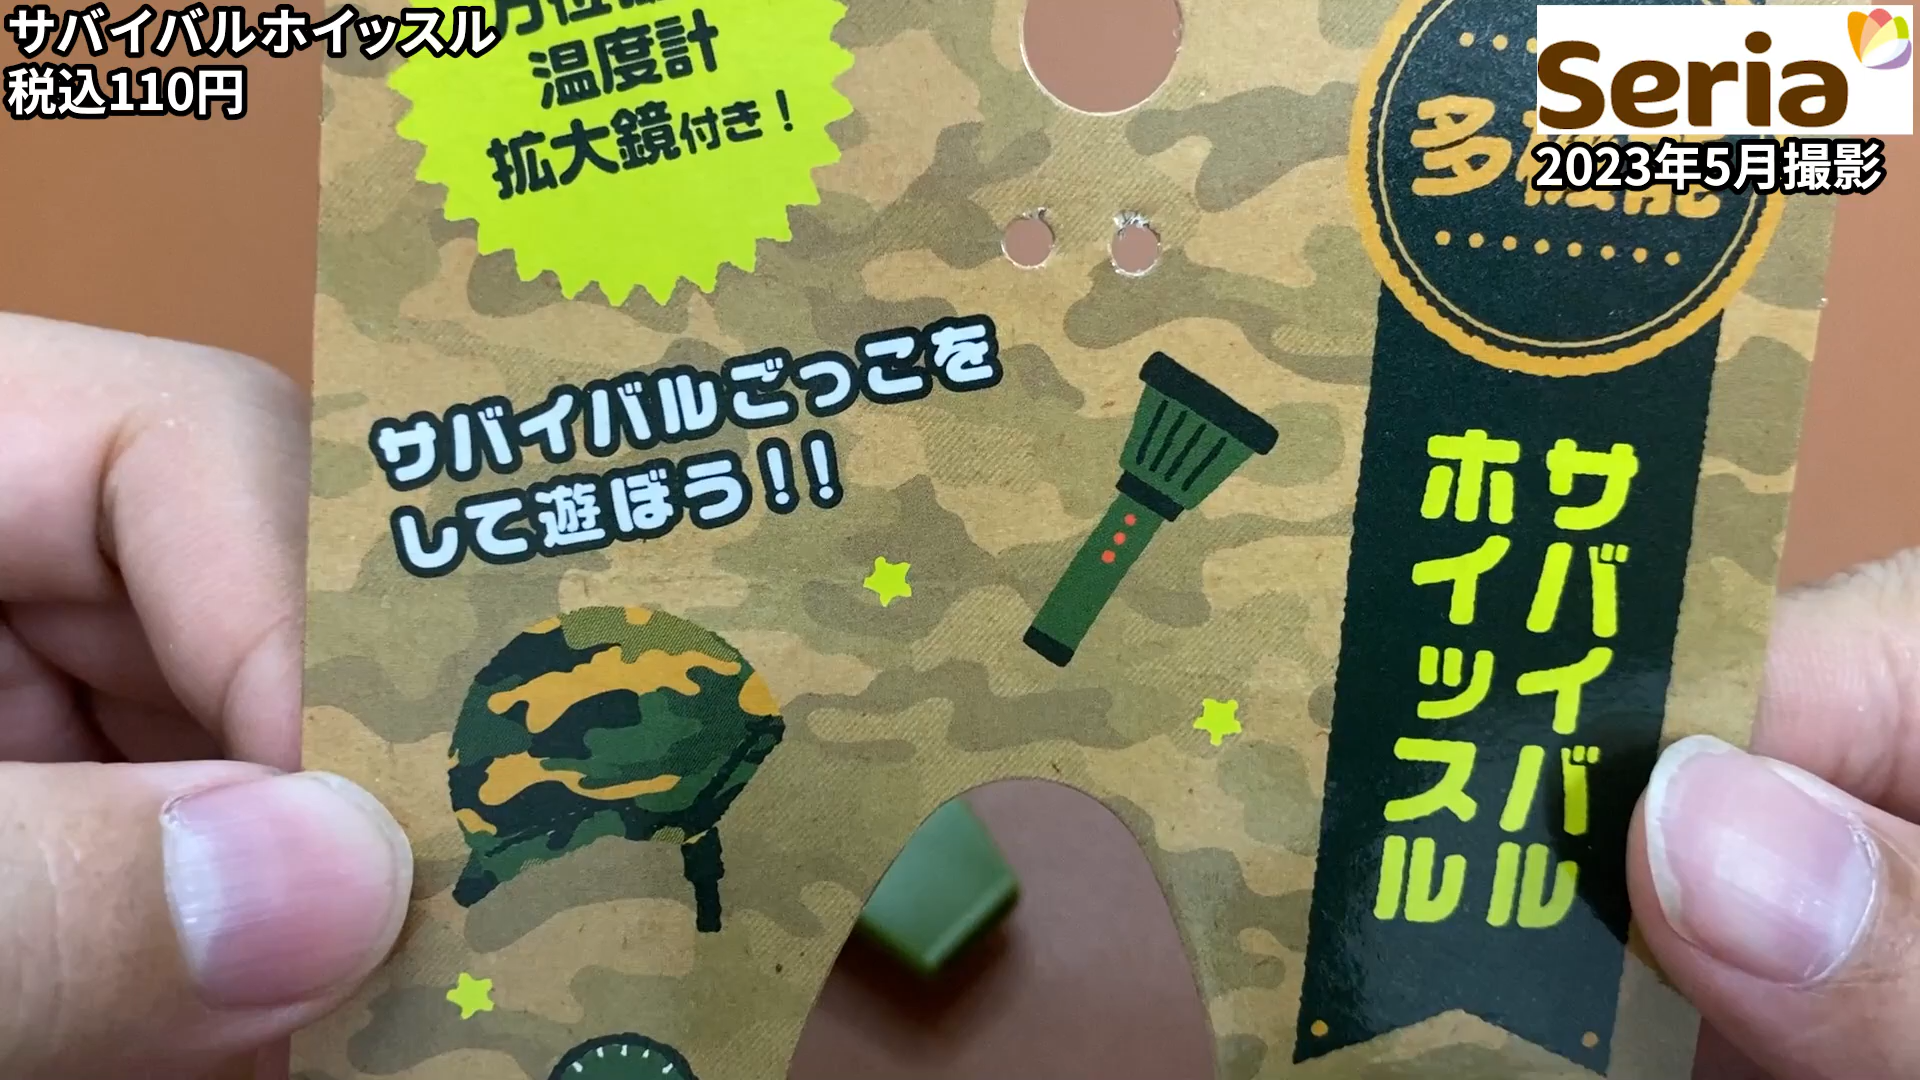 サバイバルホイッスル
税込110円
温度計
拡大鏡付き！
サバイバルごっこを
して遊ぼう!!
Seria
2023年5月撮影
多機能
サバイバル
ホイッスル